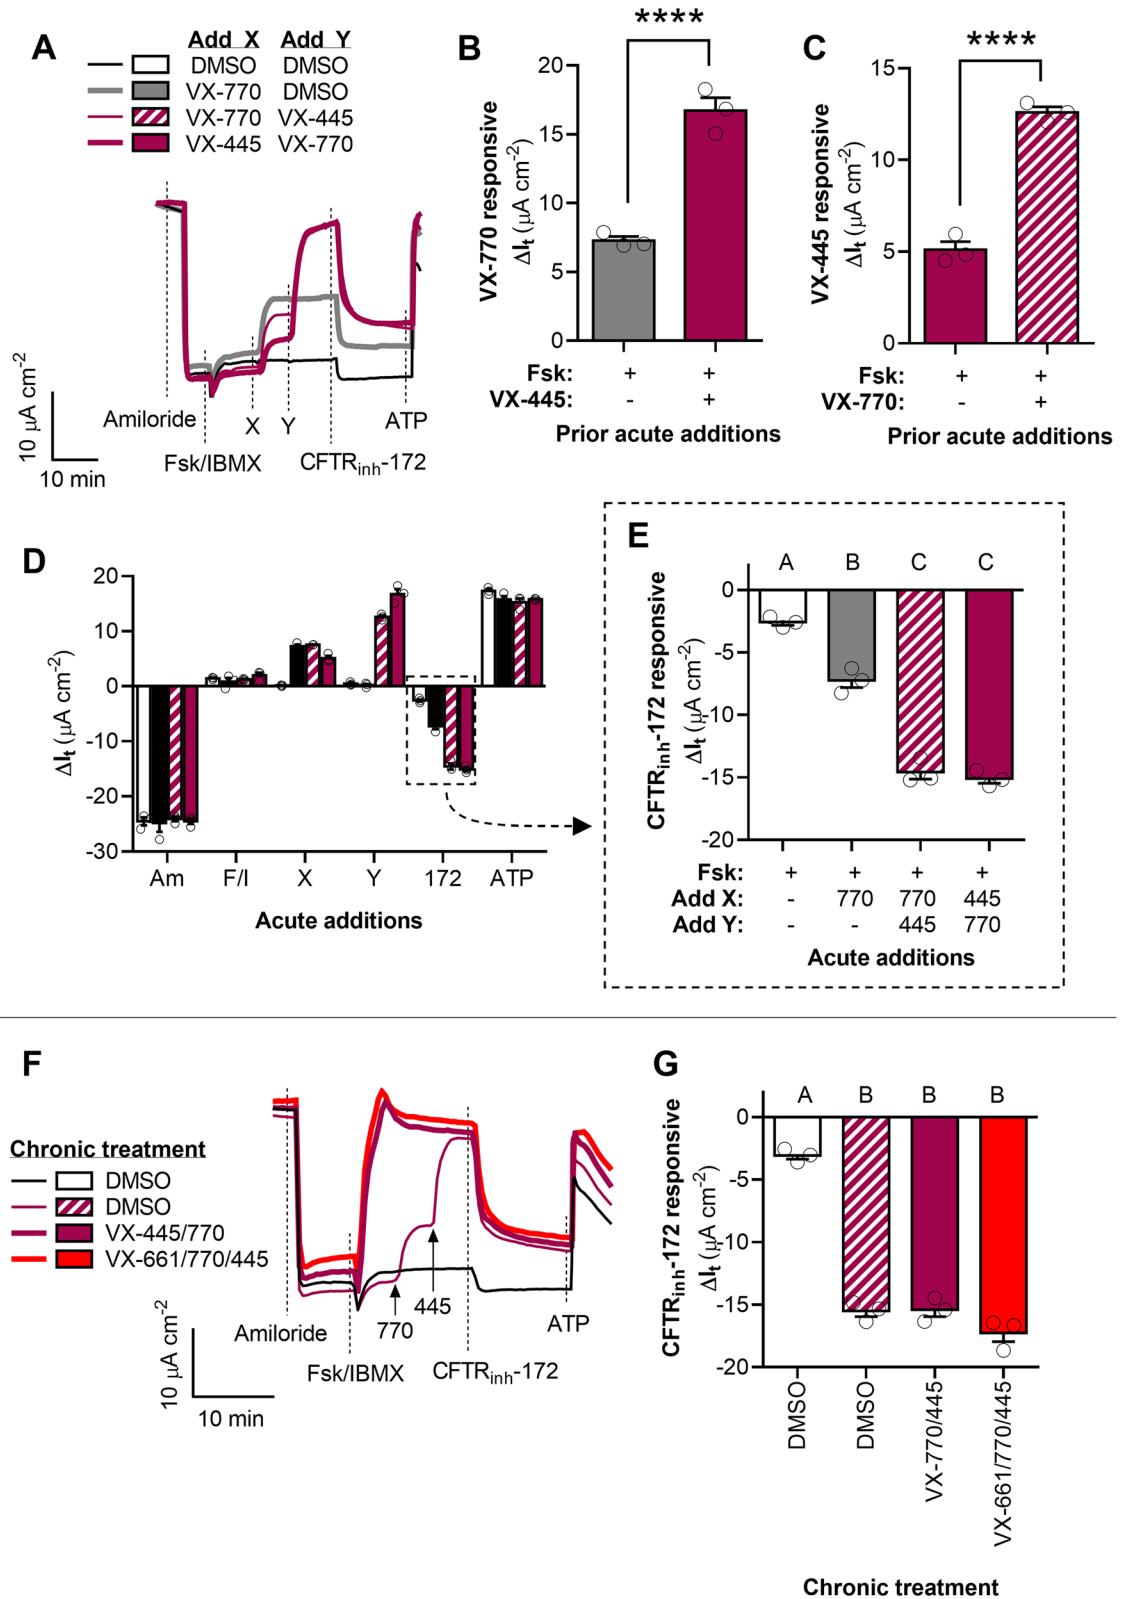 A
Add X Add Y
DMSO DMSO
VX-770 DMSO
VX-770 VX-445
VX-445 VX-770
Amiloride
X Y
ATP
Fsk/IBMX
CFTRinh-172
10 µA cm-2
10 min
B
****
VX-770 responsive
ΔIt (µA cm-2)
20
15
10
5
0
Fsk: + +
VX-445: - +
Prior acute additions
C
****
VX-445 responsive
ΔIt (µA cm-2)
15
10
5
0
Fsk: + +
VX-770: - +
Prior acute additions
D
ΔIt (µA cm-2)
20
10
0
-10
-20
-30
Am F/I X Y 172 ATP
Acute additions
E
CFTRinh-172 responsive
ΔIt (µA cm-2)
A B C C
0
-5
-10
-15
-20
Fsk: + + + +
Add X: - 770 770 445
Add Y: - - 445 770
Acute additions
F
Chronic treatment
DMSO
DMSO
VX-445/770
VX-661/770/445
445
770
Amiloride
ATP
Fsk/IBMX
CFTRinh-172
10 µA cm-2
10 min
G
CFTRinh-172 responsive
ΔIt (µA cm-2)
A B B B
0
-5
-10
-15
-20
DMSO
DMSO
VX-770/445
VX-661/770/445
Chronic treatment